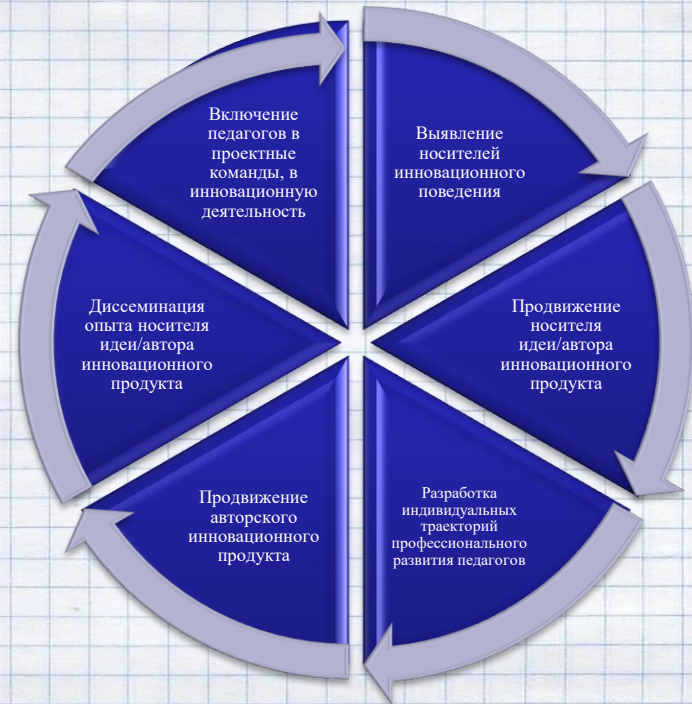 Выявление
носителей
инновационного
поведения
Продвижение
носителя
идеи/автора
инновационного
продукта
Разработка
индивидуальных
траекторий
профессионального
развития педагогов
Продвижение
авторского
инновационного
продукта
Диссеминация
опыта носителя
идеи/автора
инновационного
продукта
Включение
педагогов в
проектные
команды, в
инновационную
деятельность